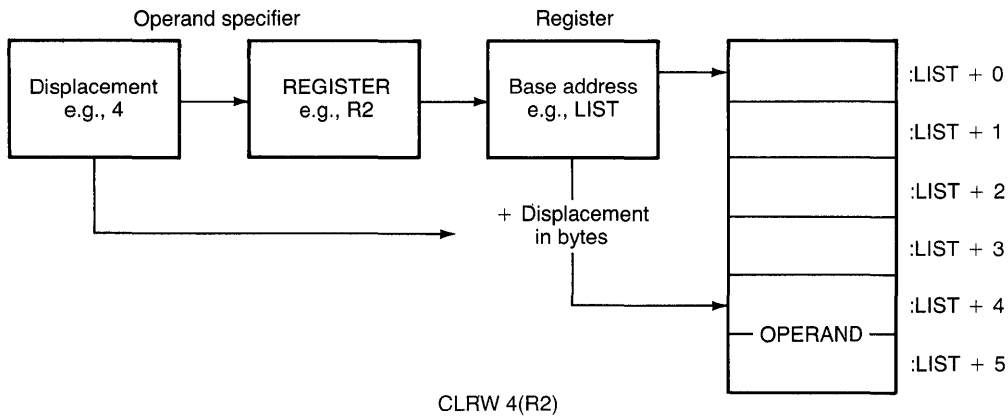 Operand specifier
Register
Displacement
e.g., 4
REGISTER
e.g., R2
Base address
e.g., LIST
+ Displacement
in bytes
:LIST + 0
:LIST + 1
:LIST + 2
:LIST + 3
:LIST + 4
OPERAND
:LIST + 5
CLRW 4(R2)